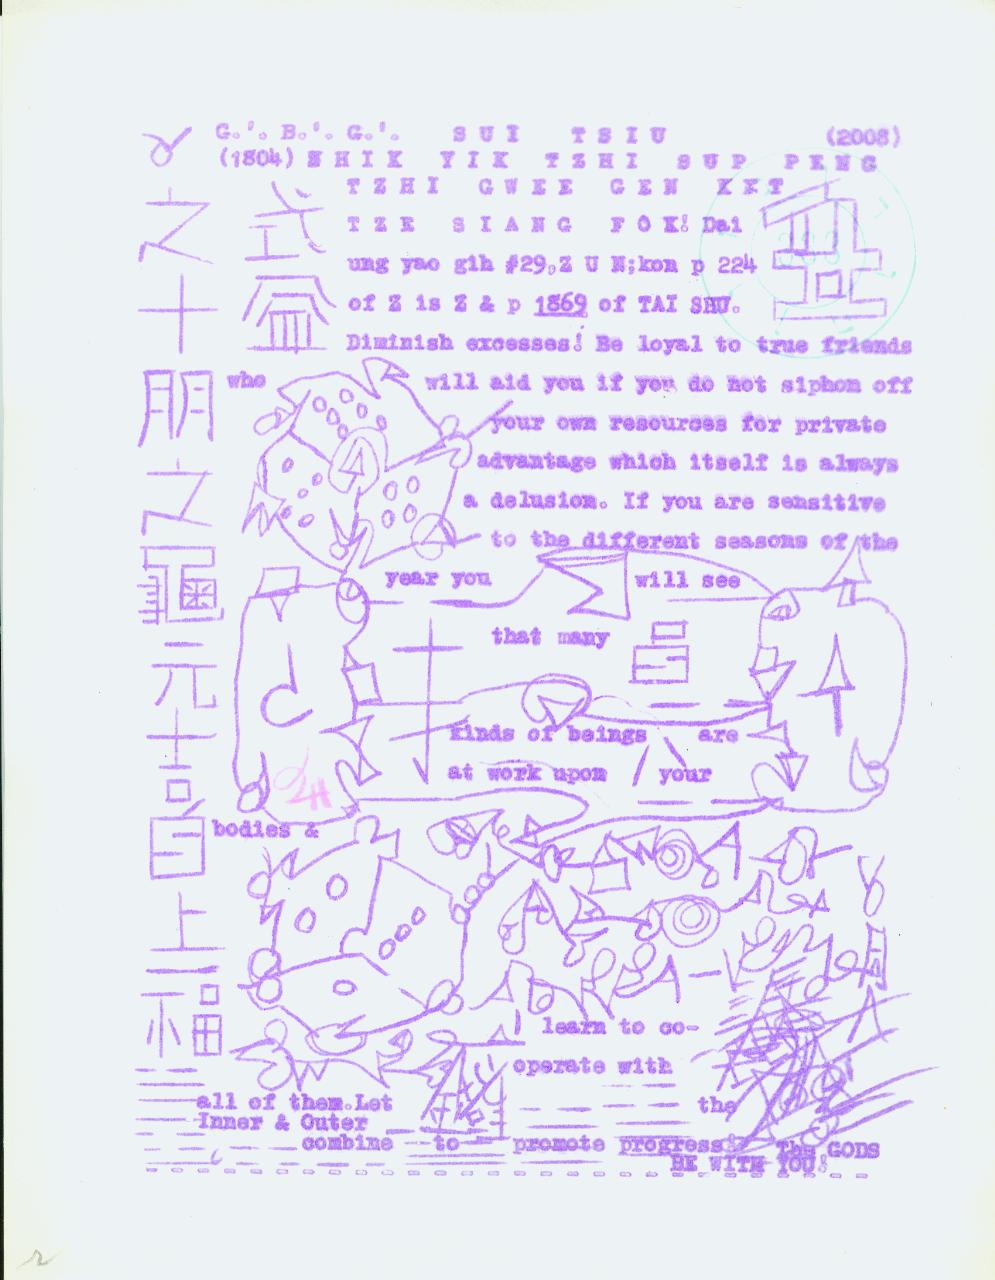 G.'. B.'. G.'. SUI TSIU (2008)
(1804) SHIK YIK TZHI SUP PENG
TZHI GWEE GEN KKT
TZE SIANG FOK! Dai
ung yao gih #29,Z U N;kon p 224
of Z is Z & p 1869 of TAI SHU.
Diminish excesses! Be loyal to true friends
who will aid you if you do not siphon off
your own resources for private
advantage which itself is always
a delusion. If you are sensitive
to the different seasons of the
year you will see
that many
kinds of beings are
at work upon your
bodies &
learn to co-
operate with
all of them.Let the
Inner & Outer
combine to promote progress! The GODS
BE WITH YOU!
之十朋之龜元吉自上福